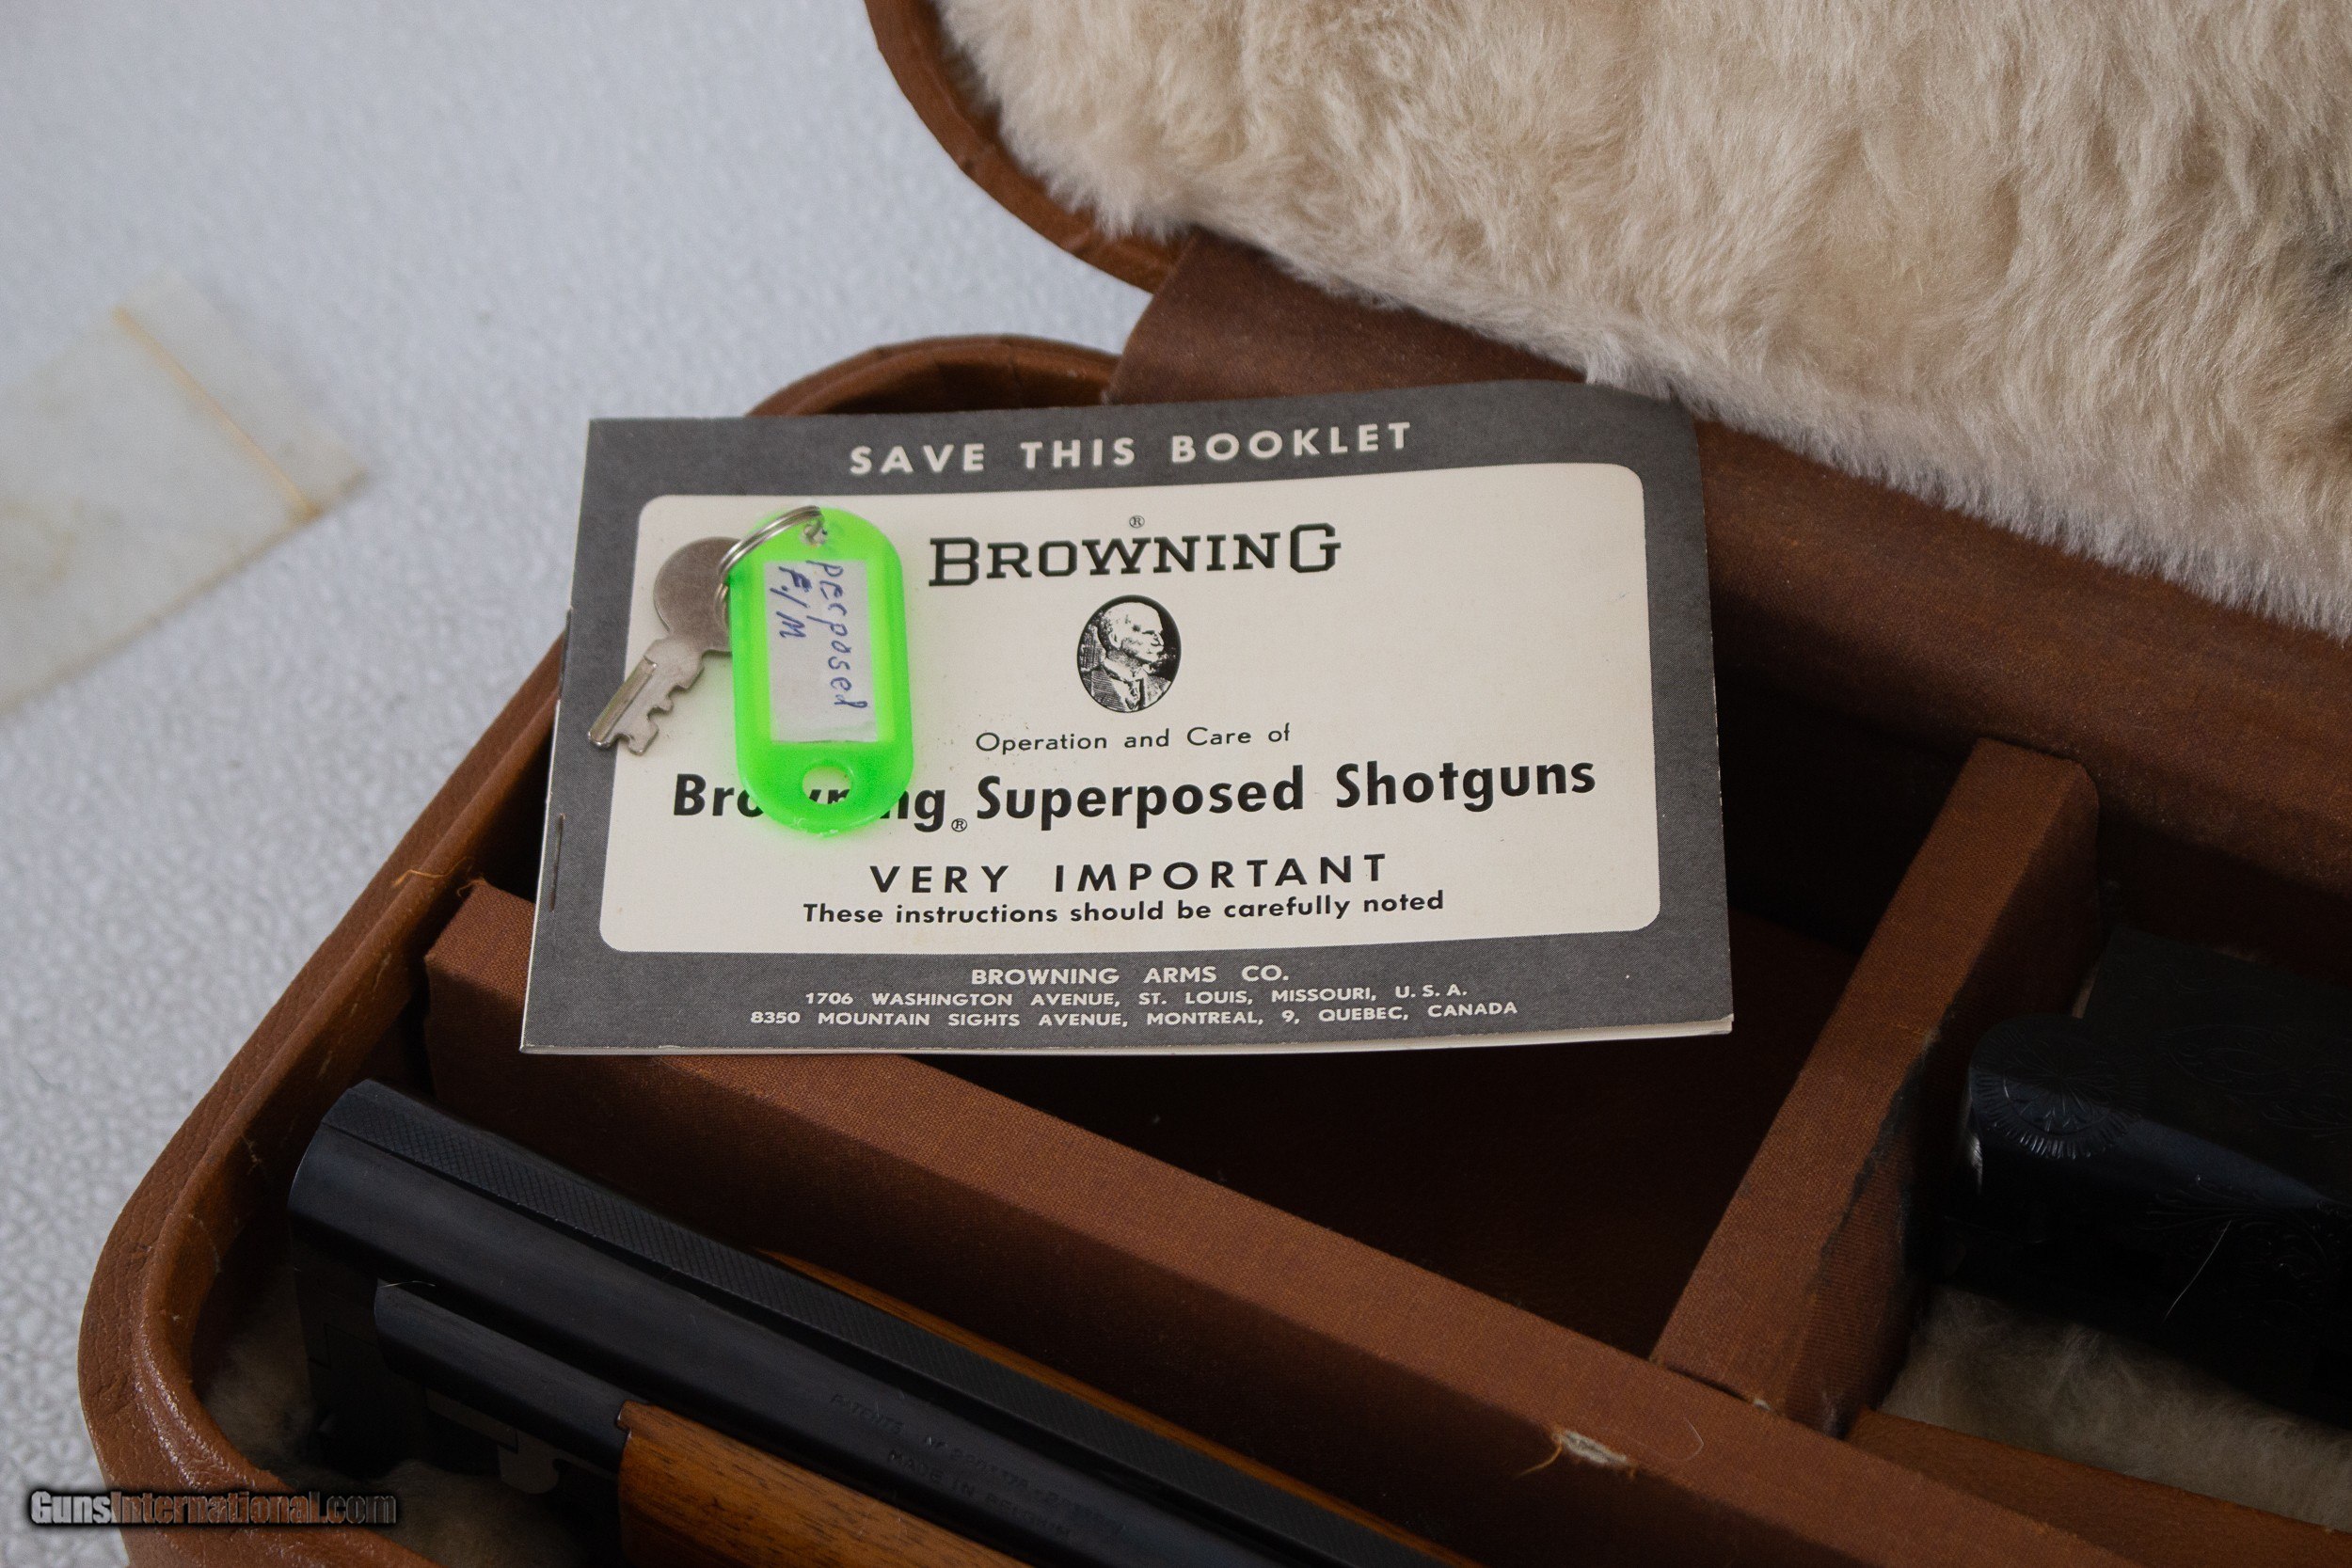 SAVE THIS BOOKLET
BROWNING®
Operation and Care of
Browning® Superposed Shotguns
VERY IMPORTANT
These instructions should be carefully noted
BROWNING ARMS CO.
1706 WASHINGTON AVENUE, ST. LOUIS, MISSOURI, U.S.A.
8350 MOUNTAIN SIGHTS AVENUE, MONTREAL, 9, QUEBEC, CANADA
perposed
F./M
PATENTS
MADE IN BELGIUM
GunsInternational.com